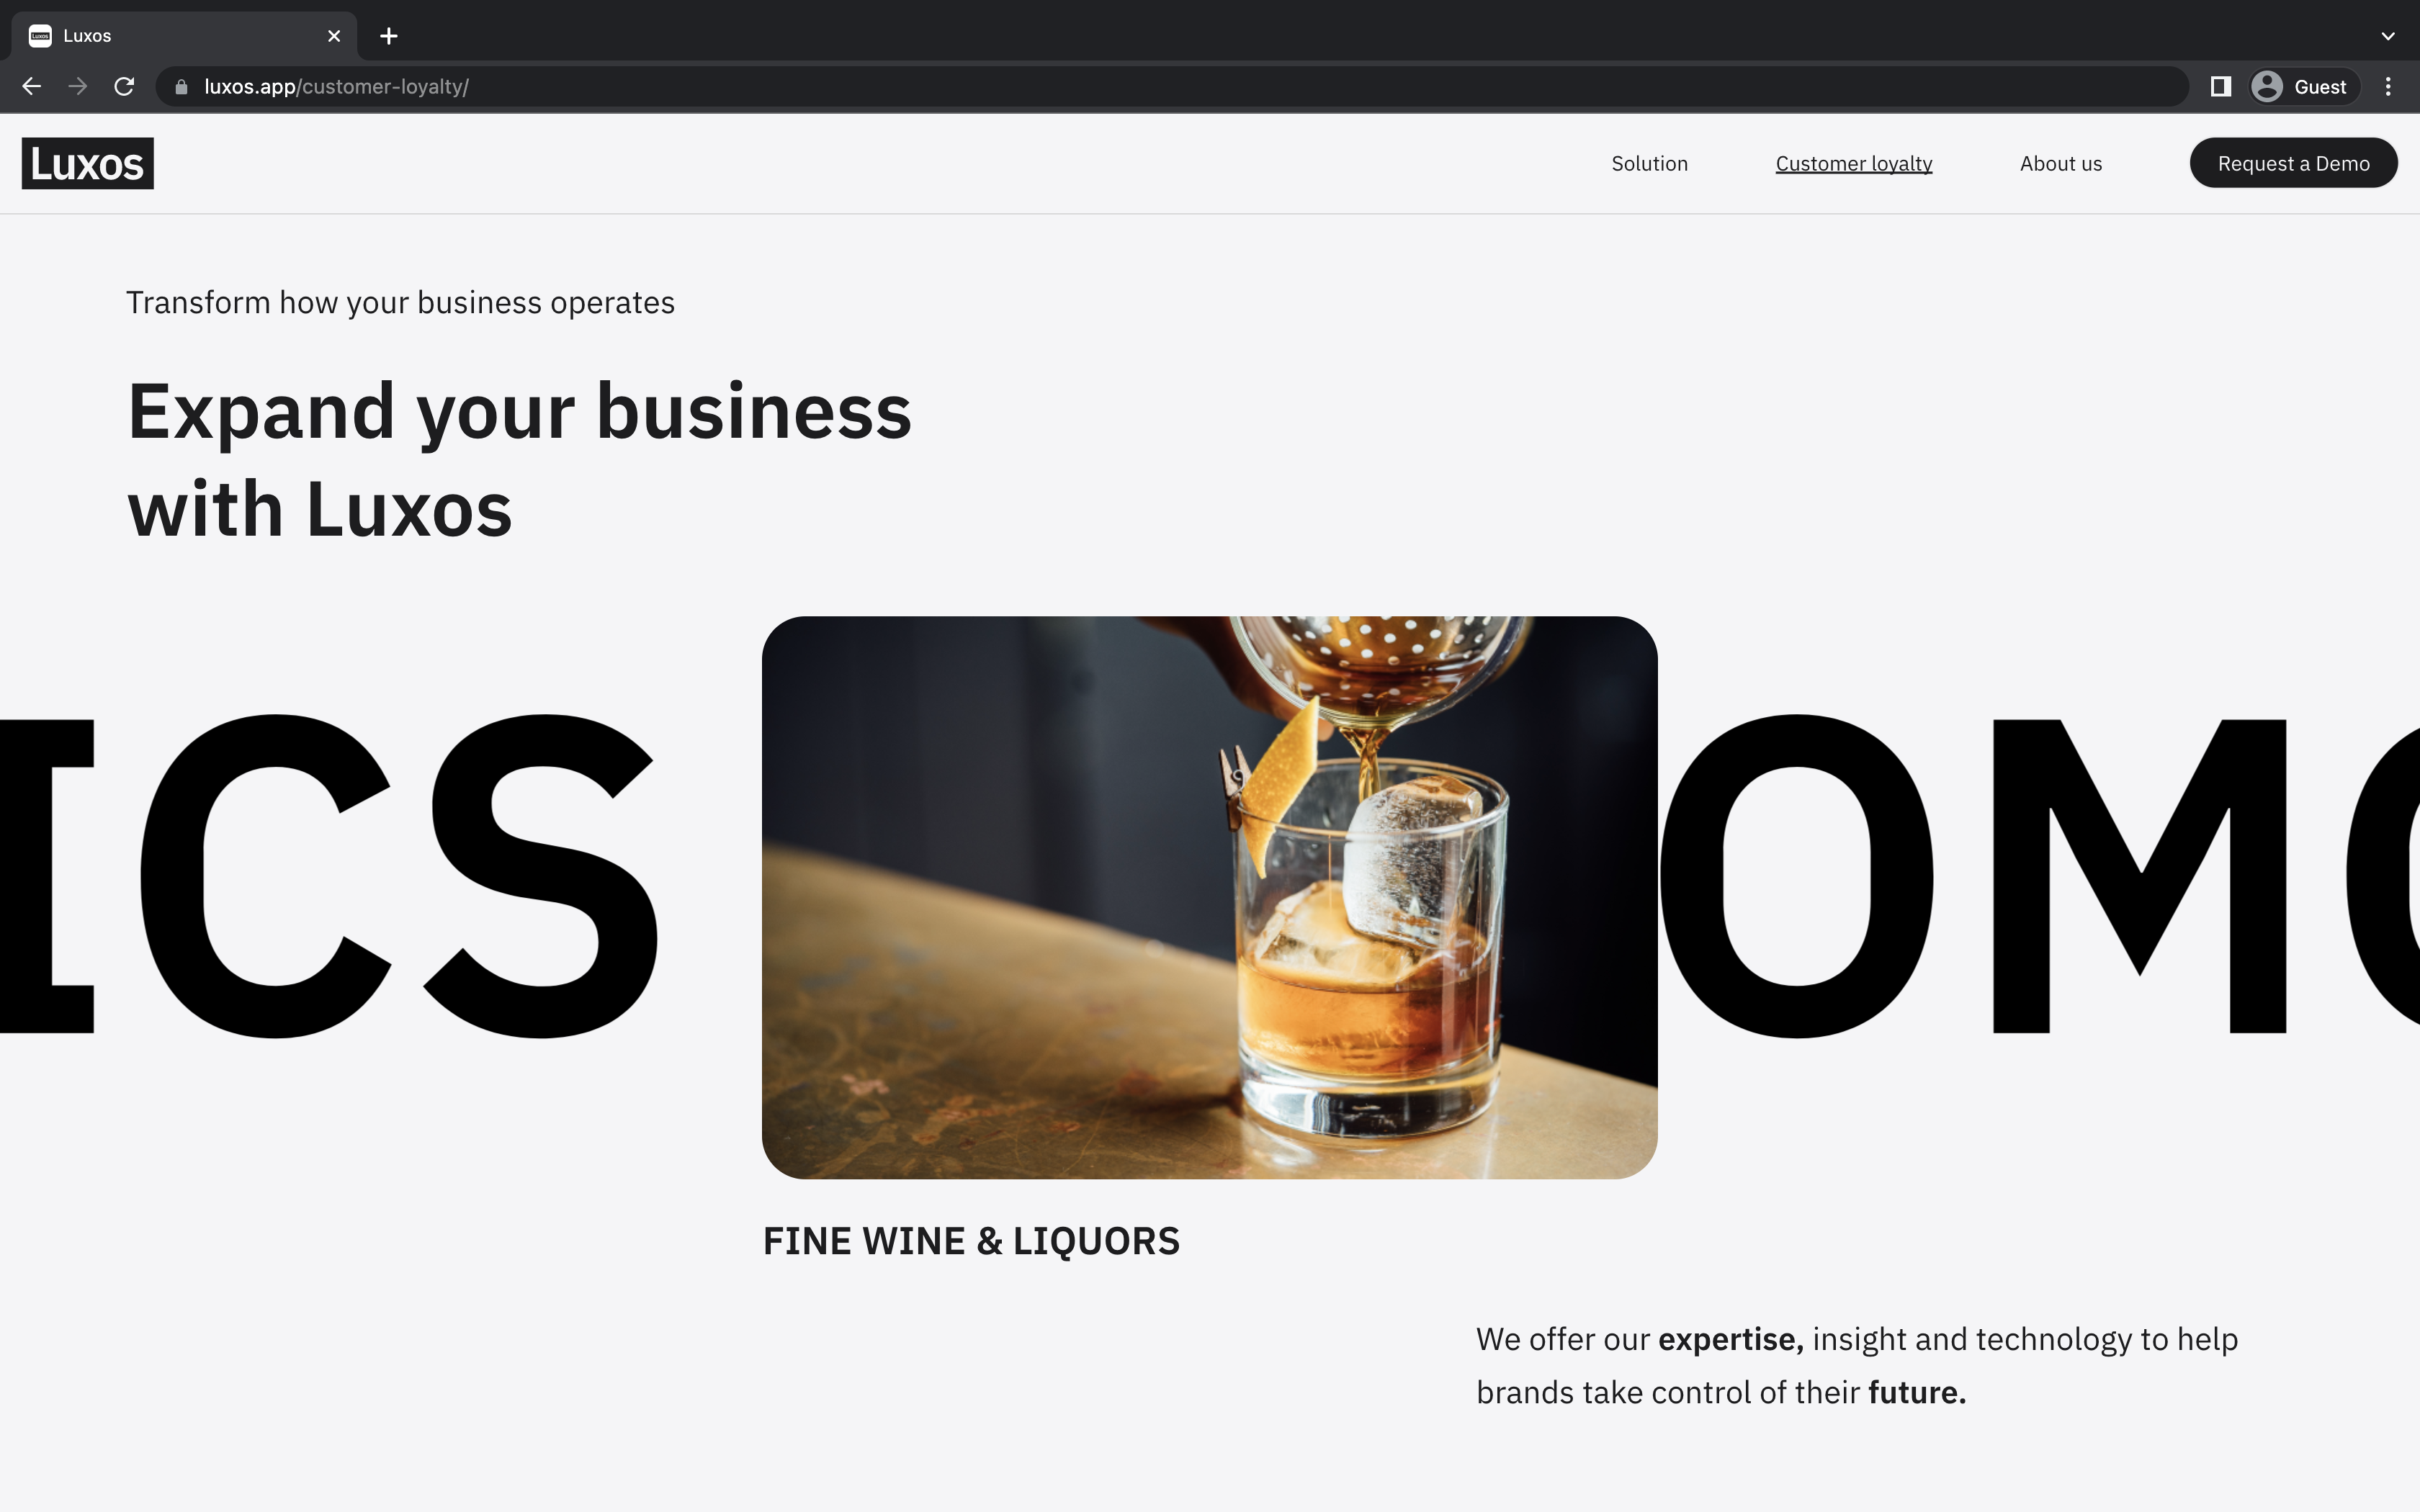 Luxos
luxos.app/customer-loyalty/
Guest
Luxos
Solution
Customer loyalty
About us
Request a Demo
Transform how your business operates
Expand your business
with Luxos
ICS
OMO
FINE WINE & LIQUORS
We offer our expertise, insight and technology to help
brands take control of their future.